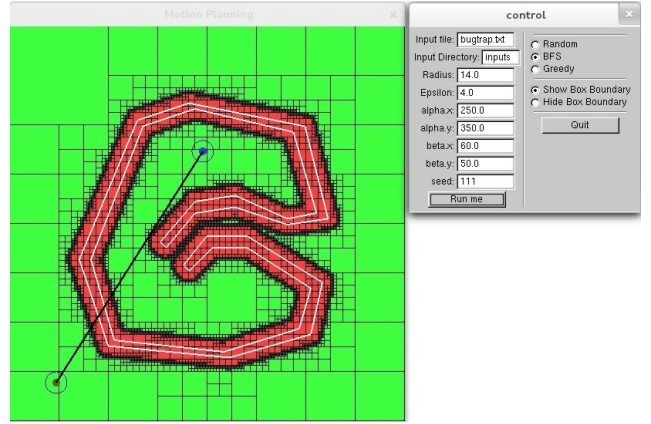 Motion Planning
x
control
x
Input file: bugtrap.txt
Input Directory: inputs
Radius: 14.0
Epsilon: 4.0
alpha.x: 250.0
alpha.y: 350.0
beta.x: 60.0
beta.y: 50.0
seed: 111
Run me
Random
BFS
Greedy
Show Box Boundary
Hide Box Boundary
Quit